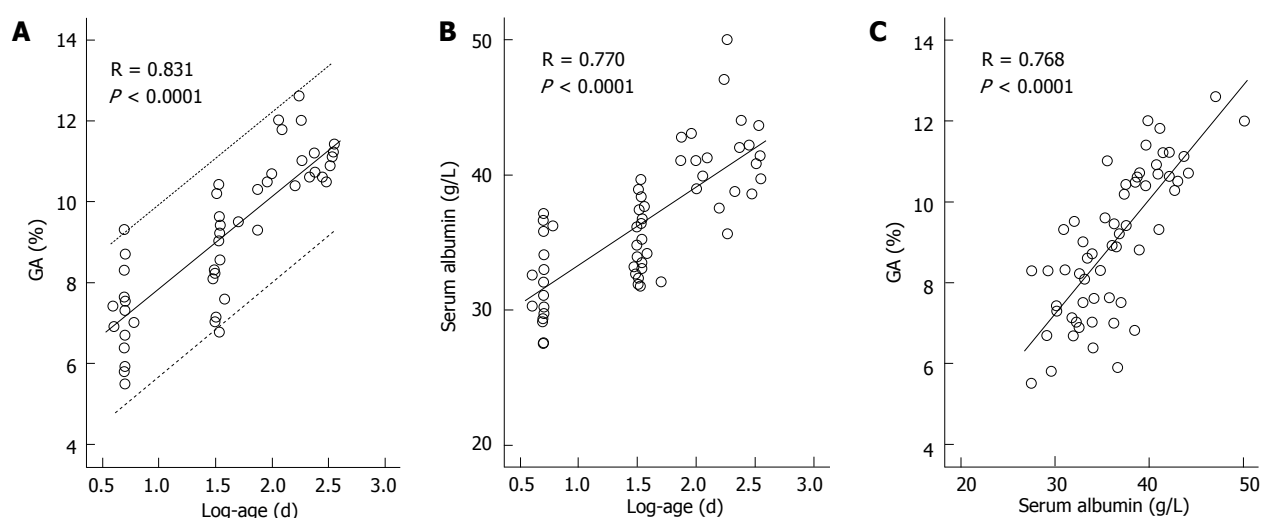 A
14
12
10
8
6
4
GA (%)
R = 0.831
P < 0.0001
0.5 1.0 1.5 2.0 2.5 3.0
Log-age (d)
B
50
40
30
20
Serum albumin (g/L)
R = 0.770
P < 0.0001
0.5 1.0 1.5 2.0 2.5 3.0
Log-age (d)
C
14
12
10
8
6
4
GA (%)
R = 0.768
P < 0.0001
20 30 40 50
Serum albumin (g/L)